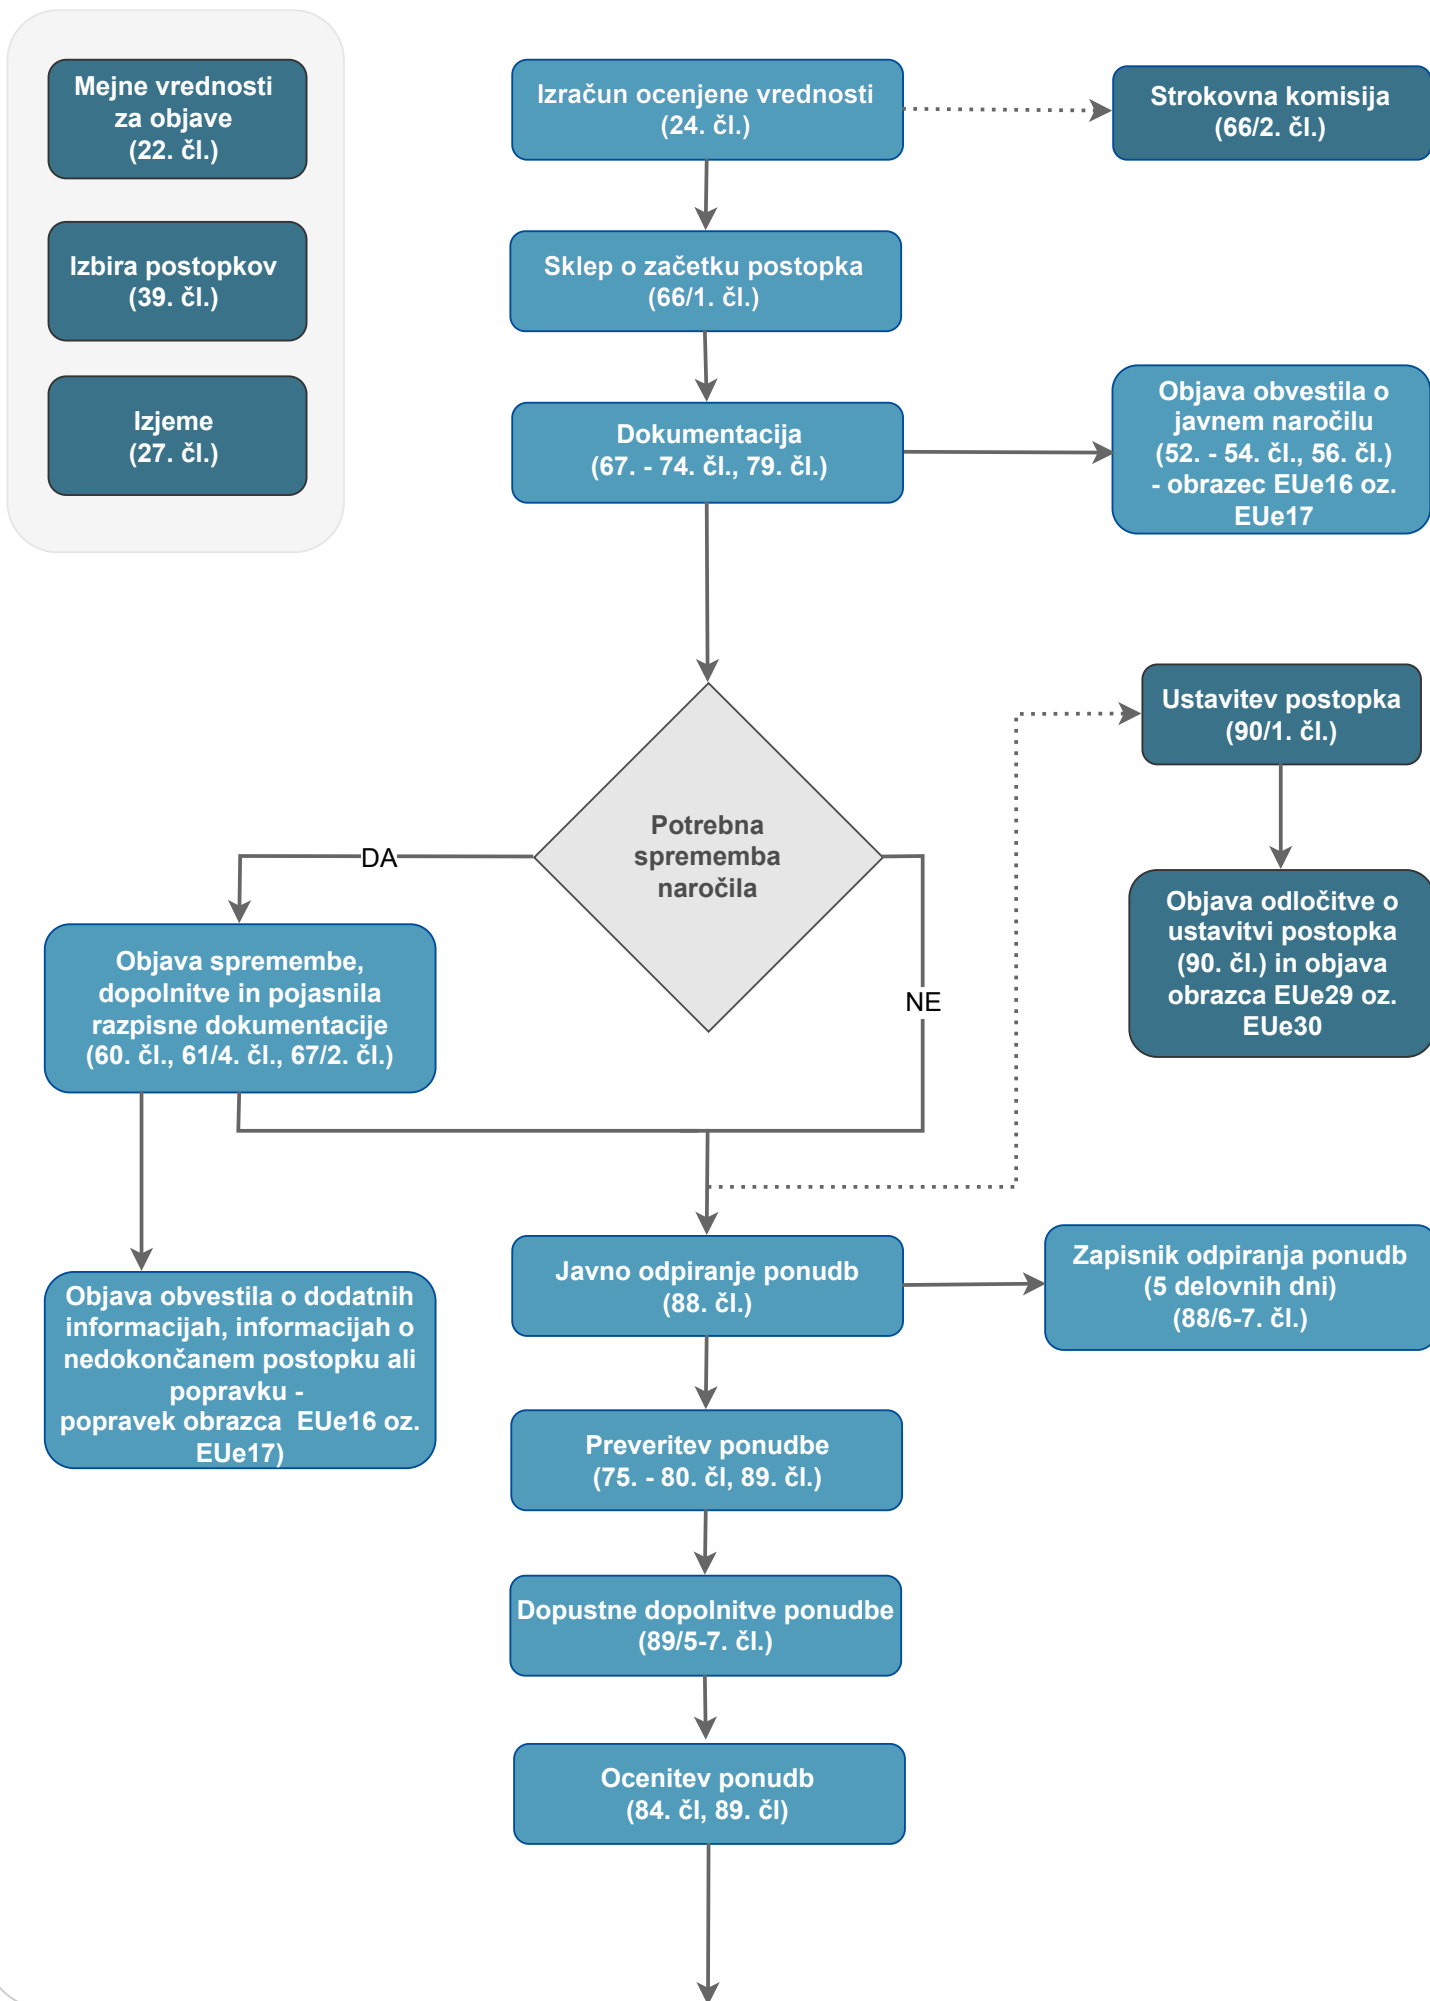 Mejne vrednosti
za objave
(22. čl.)
Izbira postopkov
(39. čl.)
Izjeme
(27. čl.)
Izračun ocenjene vrednosti
(24. čl.)
Strokovna komisija
(66/2. čl.)
Sklep o začetku postopka
(66/1. čl.)
Dokumentacija
(67. - 74. čl., 79. čl.)
Objava obvestila o
javnem naročilu
(52. - 54. čl., 56. čl.)
- obrazec EUe16 oz.
EUe17
Potrebna
sprememba
naročila
DA
NE
Ustavitev postopka
(90/1. čl.)
Objava odločitve o
ustavitvi postopka
(90. čl.) in objava
obrazca EUe29 oz.
EUe30
Objava spremembe,
dopolnitve in pojasnila
razpisne dokumentacije
(60. čl., 61/4. čl., 67/2. čl.)
Objava obvestila o dodatnih
informacijah, informacijah o
nedokončanem postopku ali
popravku -
popravek obrazca  EUe16 oz.
EUe17)
Javno odpiranje ponudb
(88. čl.)
Zapisnik odpiranja ponudb
(5 delovnih dni)
(88/6-7. čl.)
Preveritev ponudbe
(75. - 80. čl, 89. čl.)
Dopustne dopolnitve ponudbe
(89/5-7. čl.)
Ocenitev ponudb
(84. čl, 89. čl)